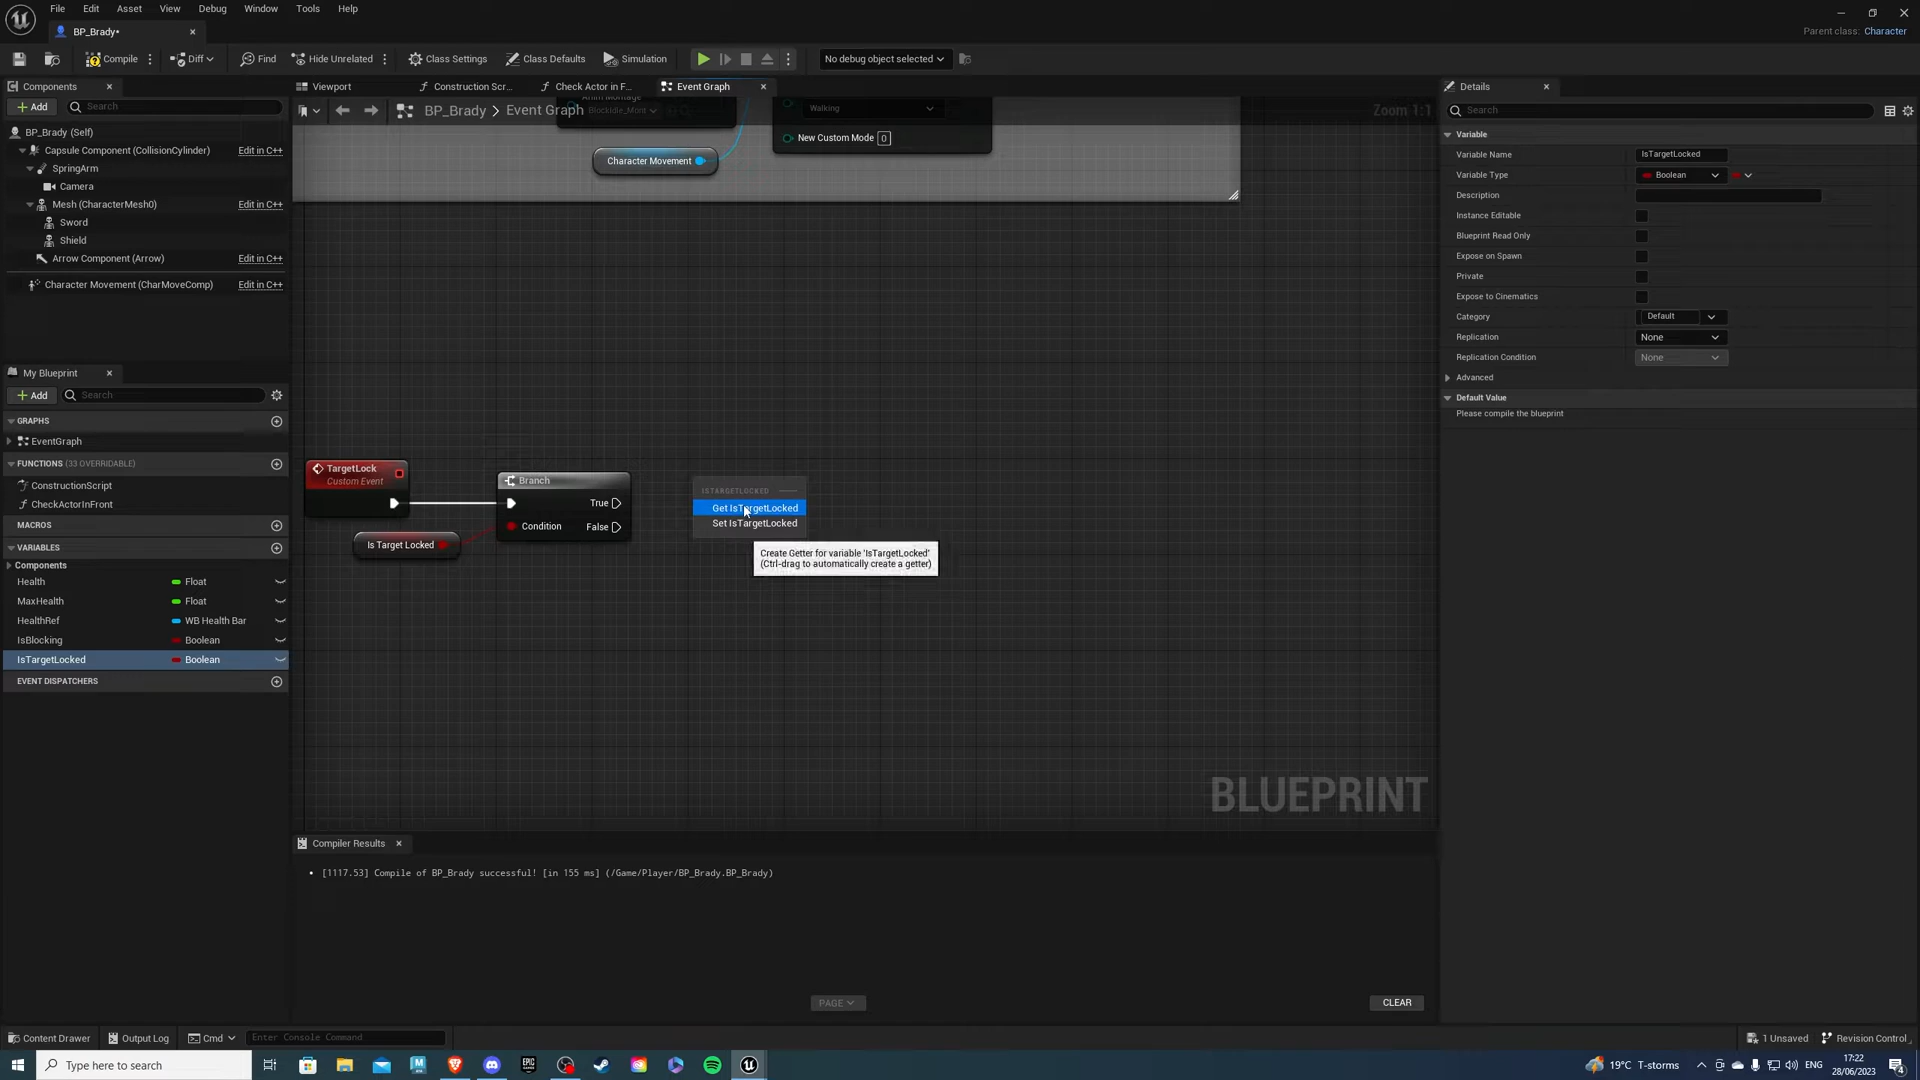 File Edit Asset View Debug Window Tools Help
BP_Brady•
Parent class: Character
Compile Diff Find Hide Unrelated Class Settings Class Defaults Simulation No debug object selected
Components
Add Search
BP_Brady (Self)
Capsule Component (CollisionCylinder) Edit in C++
SpringArm
Camera
Mesh (CharacterMesh0) Edit in C++
Sword
Shield
Arrow Component (Arrow) Edit in C++
Character Movement (CharMoveComp) Edit in C++
My Blueprint
Add Search
GRAPHS
EventGraph
FUNCTIONS (33 OVERRIDABLE)
ConstructionScript
CheckActorInFront
MACROS
VARIABLES
Components
Health Float
MaxHealth Float
HealthRef WB Health Bar
IsBlocking Boolean
IsTargetLocked Boolean
EVENT DISPATCHERS
Viewport Construction Scr... Check Actor in F... Event Graph
BP_Brady > Event Graph Zoom 1:1
Anim Montage
BlockIdle_Mont
Walking
New Custom Mode 0
Character Movement
TargetLock
Custom Event
Is Target Locked
Branch
True
Condition False
ISTARGETLOCKED
Get IsTargetLocked
Set IsTargetLocked
Create Getter for variable 'IsTargetLocked'
(Ctrl-drag to automatically create a getter)
BLUEPRINT
Compiler Results
[1117.53] Compile of BP_Brady successful! [in 155 ms] (/Game/Player/BP_Brady.BP_Brady)
PAGE
CLEAR
Details
Search
Variable
Variable Name IsTargetLocked
Variable Type Boolean
Description
Instance Editable
Blueprint Read Only
Expose on Spawn
Private
Expose to Cinematics
Category Default
Replication None
Replication Condition None
Advanced
Default Value
Please compile the blueprint
Content Drawer Output Log Cmd Enter Console Command 1 Unsaved Revision Control
Type here to search
EPIC GAMES
19°C T-storms ENG
17:22
28/06/2023
4